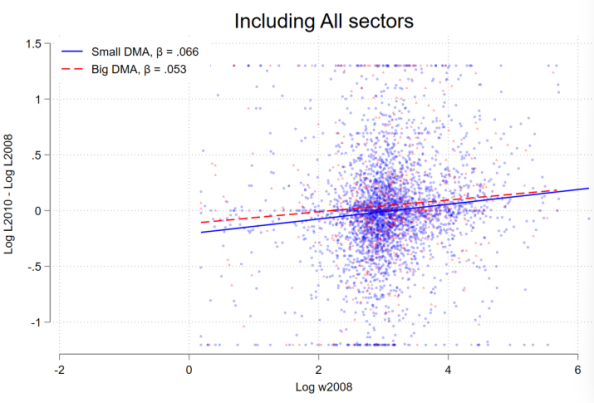 Including All sectors
Small DMA, β = .066
Big DMA, β = .053
Log L2010 - Log L2008
1.5
1
.5
0
-.5
-1
-2 0 2 4 6
Log w2008